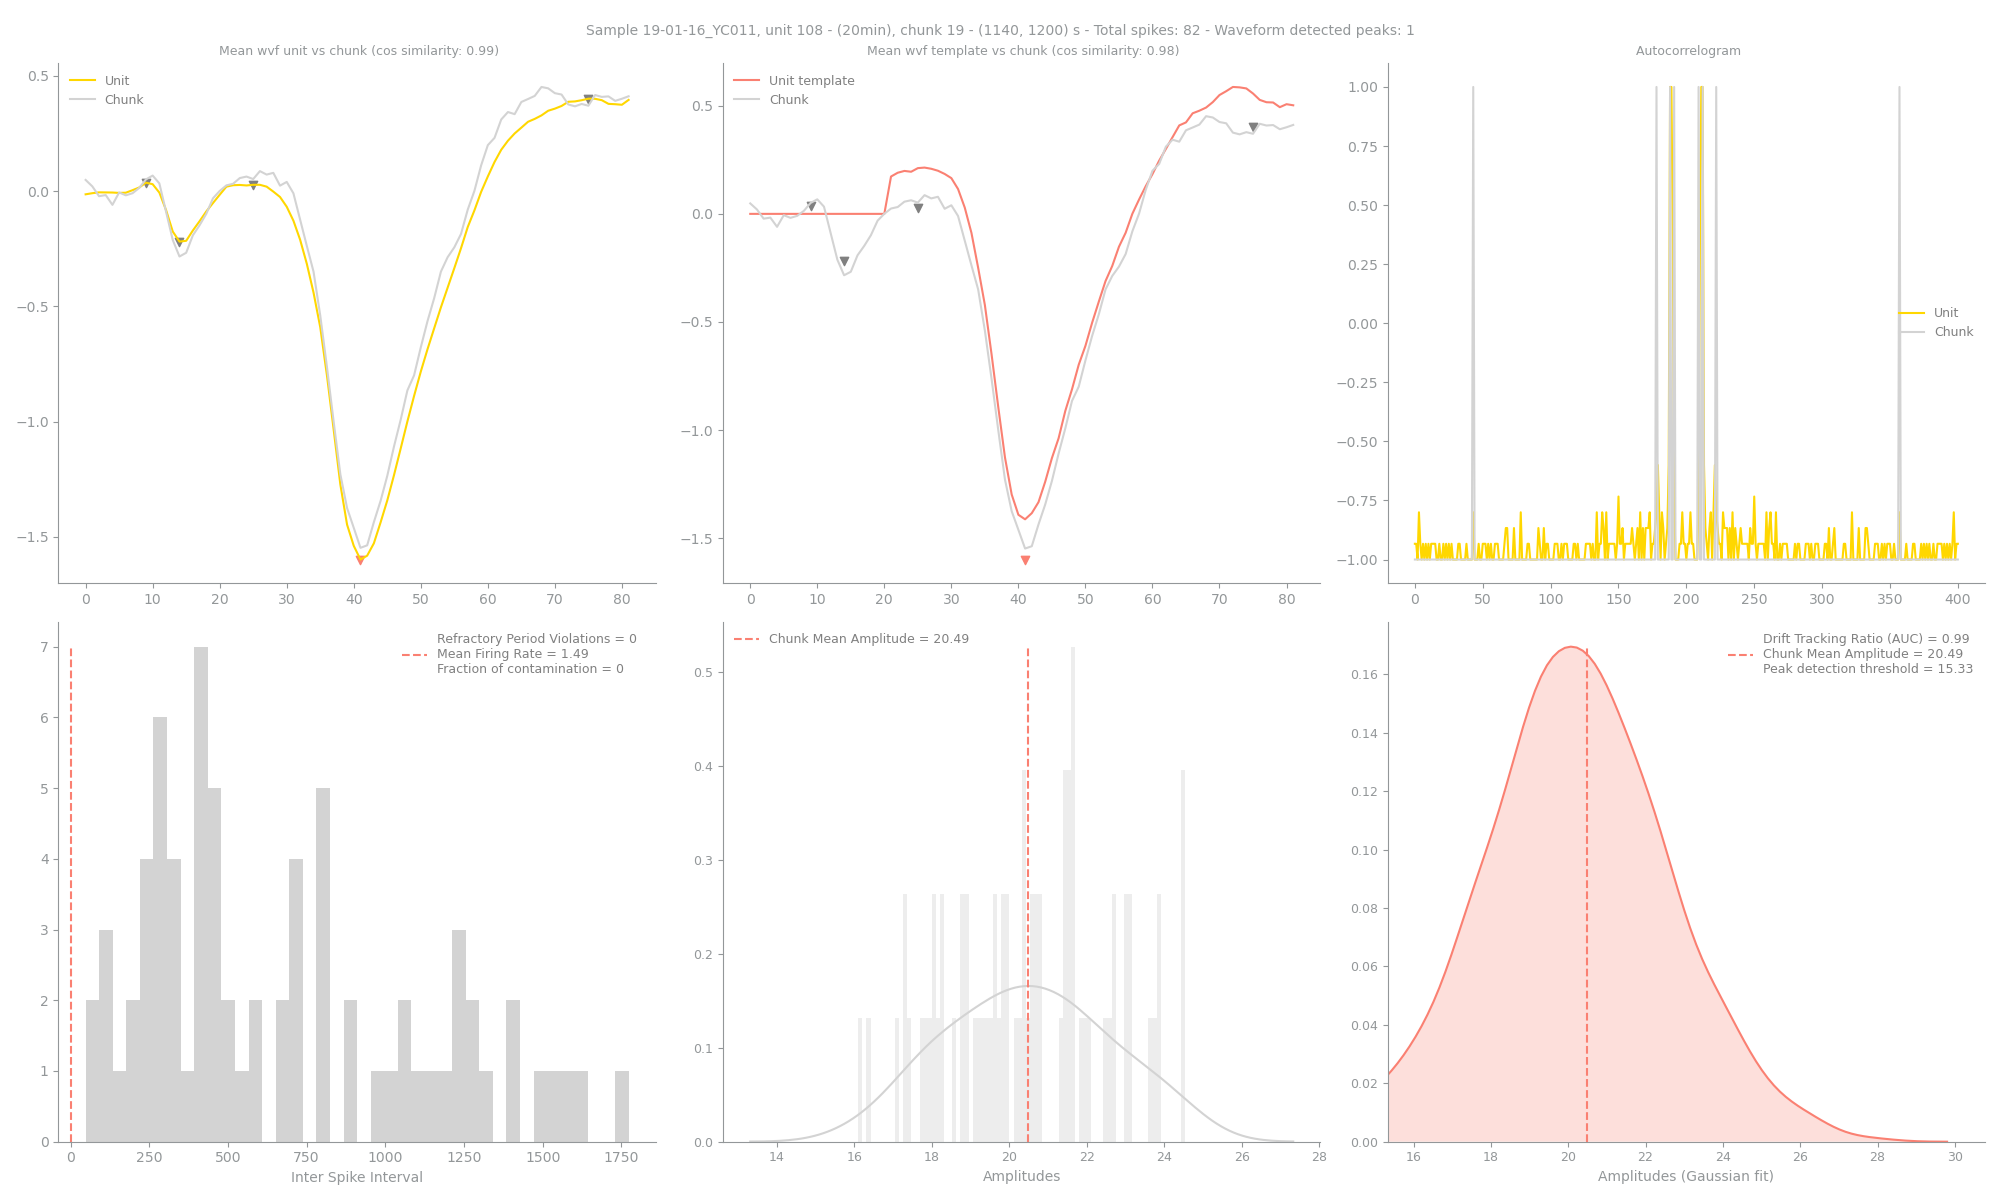 Sample 19-01-16_YC011, unit 108 - (20min), chunk 19 - (1140, 1200) s - Total spikes: 82 - Waveform detected peaks: 1
Mean wvf unit vs chunk (cos similarity: 0.99)
Unit
Chunk
0.5
0.0
−0.5
−1.0
−1.5
0 10 20 30 40 50 60 70 80
Mean wvf template vs chunk (cos similarity: 0.98)
Unit template
Chunk
0.5
0.0
−0.5
−1.0
−1.5
0 10 20 30 40 50 60 70 80
Autocorrelogram
1.00
0.75
0.50
0.25
0.00
−0.25
−0.50
−0.75
−1.00
Unit
Chunk
0 50 100 150 200 250 300 350 400
Refractory Period Violations = 0
Mean Firing Rate = 1.49
Fraction of contamination = 0
7
6
5
4
3
2
1
0
0 250 500 750 1000 1250 1500 1750
Inter Spike Interval
Chunk Mean Amplitude = 20.49
0.5
0.4
0.3
0.2
0.1
0.0
14 16 18 20 22 24 26 28
Amplitudes
Drift Tracking Ratio (AUC) = 0.99
Chunk Mean Amplitude = 20.49
Peak detection threshold = 15.33
0.16
0.14
0.12
0.10
0.08
0.06
0.04
0.02
0.00
16 18 20 22 24 26 28 30
Amplitudes (Gaussian fit)